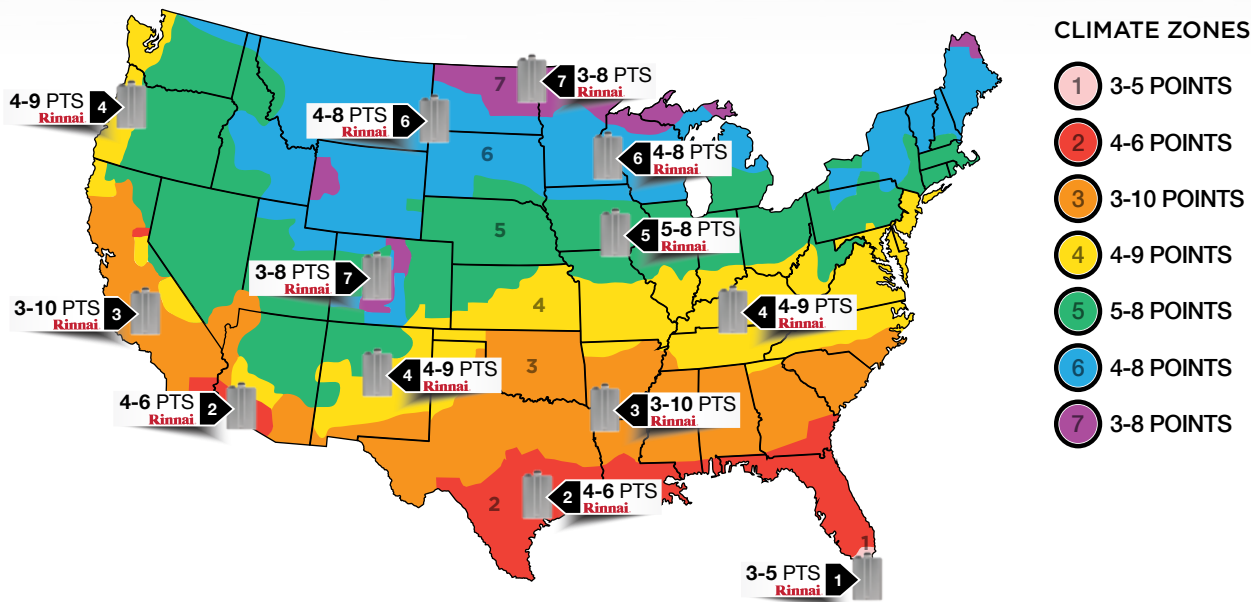 CLIMATE ZONES
1 3-5 POINTS
2 4-6 POINTS
3 3-10 POINTS
4 4-9 POINTS
5 5-8 POINTS
6 4-8 POINTS
7 3-8 POINTS
7
7 3-8 PTS
Rinnai
4-9 PTS 4
Rinnai
4-8 PTS 6
Rinnai
6
6 4-8 PTS
Rinnai
5
5 5-8 PTS
Rinnai
3-8 PTS 7
Rinnai
4
3-10 PTS 3
Rinnai
4 4-9 PTS
Rinnai
3
4 4-9 PTS
Rinnai
4-6 PTS 2
Rinnai
3 3-10 PTS
Rinnai
2
2 4-6 PTS
Rinnai
1
3-5 PTS 1
Rinnai